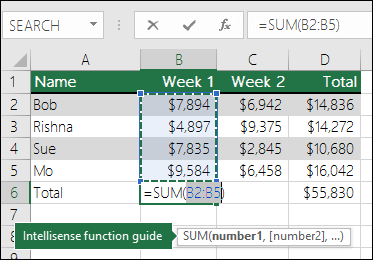 SEARCH =SUM(B2:B5)
A B C D
1 Name Week 1 Week 2 Total
2 Bob $7,894 $6,942 $14,836
3 Rishna $4,897 $9,375 $14,272
4 Sue $7,835 $2,845 $10,680
5 Mo $9,584 $6,458 $16,042
6 Total =SUM(B2:B5) $55,830
7
8 Intellisense function guide SUM(number1, [number2], ...)